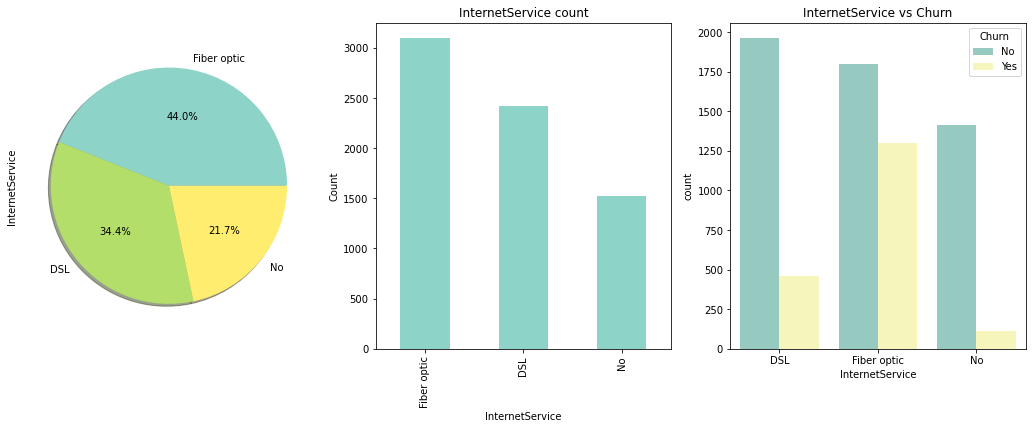 InternetService
Fiber optic
44.0%
34.4%
DSL
21.7%
No
InternetService count
Count
3000
2500
2000
1500
1000
500
0
Fiber optic
DSL
No
InternetService
InternetService vs Churn
count
2000
1750
1500
1250
1000
750
500
250
0
Churn
No
Yes
DSL
Fiber optic
No
InternetService